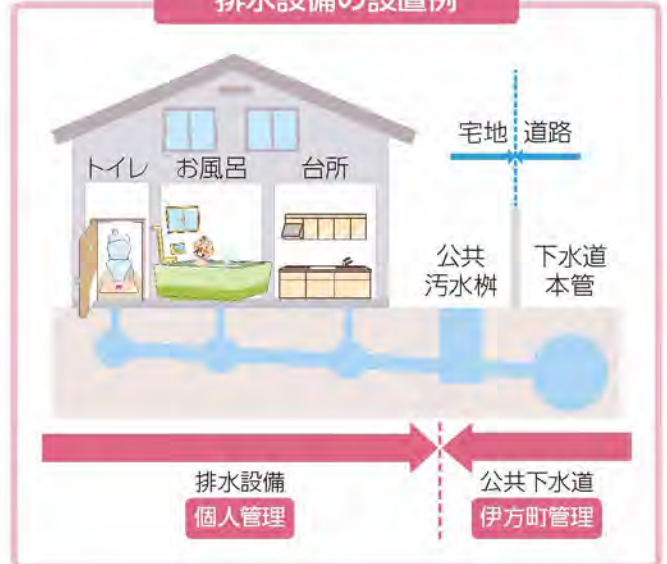 排水設備の設置例
宅地 道路
トイレ お風呂 台所
公共
汚水桝
下水道
本管
排水設備
個人管理
公共下水道
伊方町管理